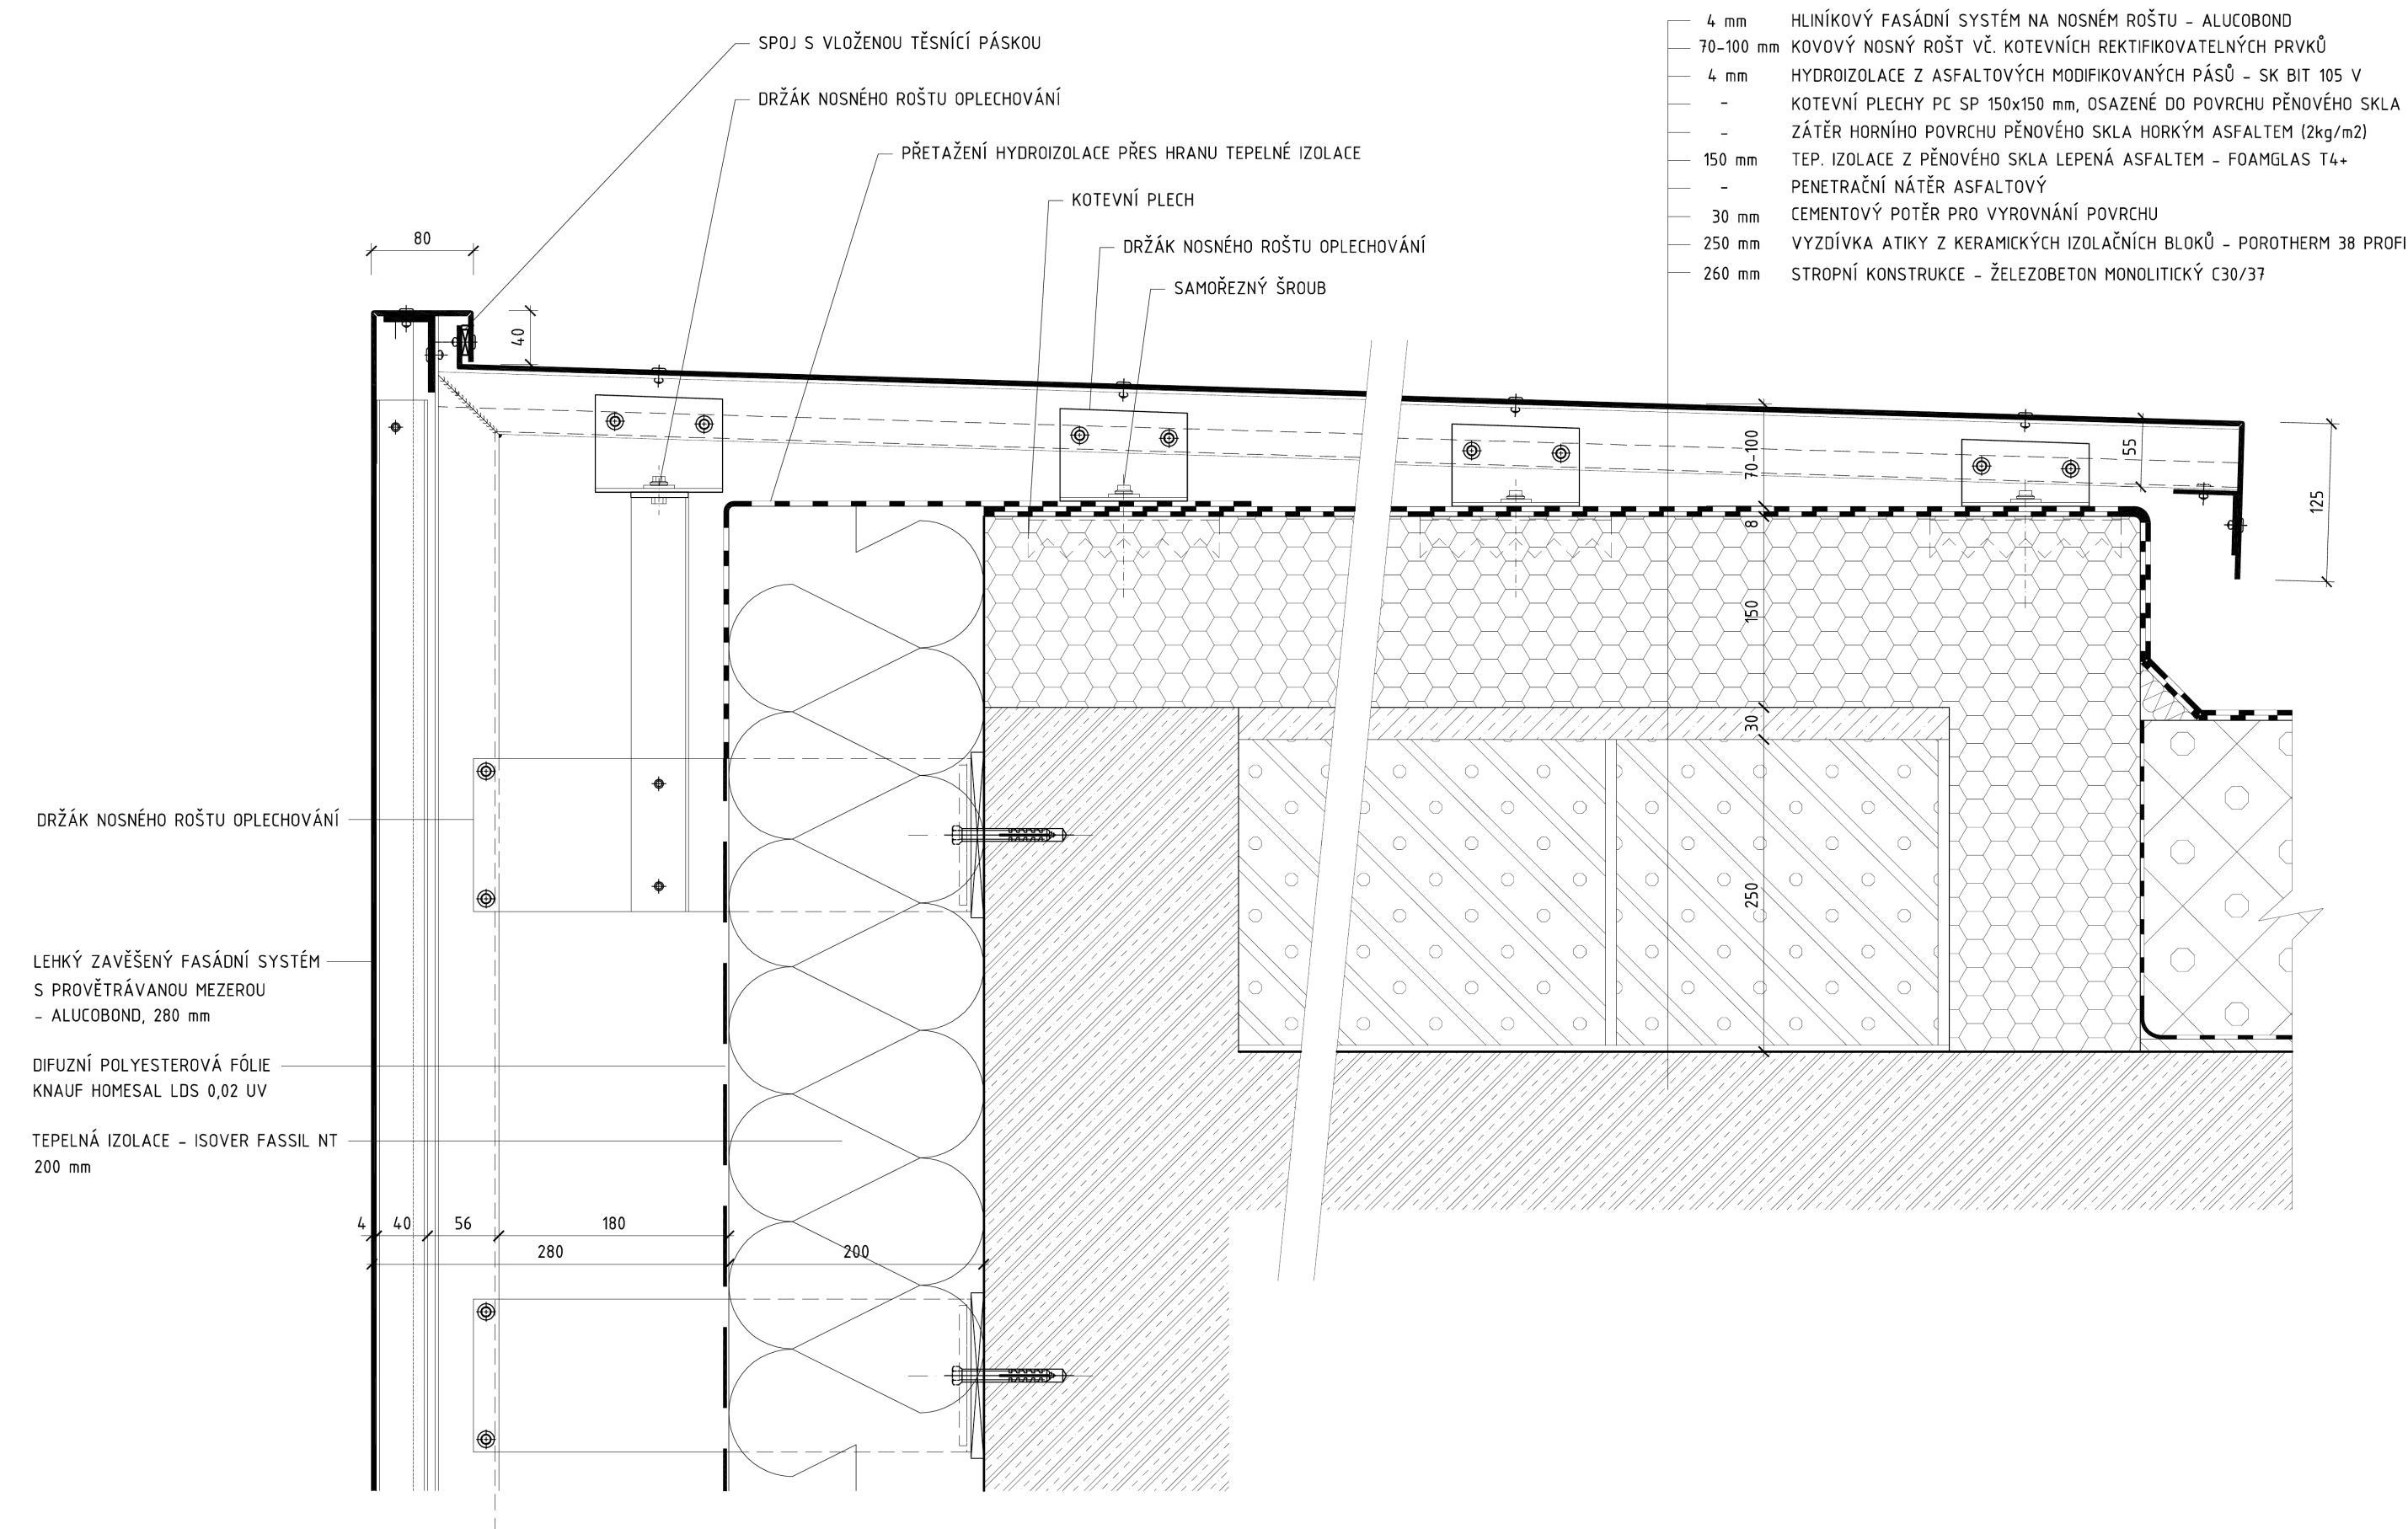 4 mm HLINÍKOVÝ FASÁDNÍ SYSTÉM NA NOSNÉM ROŠTU - ALUCOBOND
70-100 mm KOVOVÝ NOSNÝ ROŠT VČ. KOTEVNÍCH REKTIFIKOVATELNÝCH PRVKŮ
4 mm HYDROIZOLACE Z ASFALTOVÝCH MODIFIKOVANÝCH PÁSŮ - SK BIT 105 V
- KOTEVNÍ PLECHY PC SP 150x150 mm, OSAZENÉ DO POVRCHU PĚNOVÉHO SKLA
- ZÁTĚR HORNÍHO POVRCHU PĚNOVÉHO SKLA HORKÝM ASFALTEM (2kg/m2)
150 mm TEP. IZOLACE Z PĚNOVÉHO SKLA LEPENÁ ASFALTEM - FOAMGLAS T4+
- PENETRAČNÍ NÁTĚR ASFALTOVÝ
30 mm CEMENTOVÝ POTĚR PRO VYROVNÁNÍ POVRCHU
250 mm VYZDÍVKA ATIKY Z KERAMICKÝCH IZOLAČNÍCH BLOKŮ - POROTHERM 38 PROFI
260 mm STROPNÍ KONSTRUKCE - ŽELEZOBETON MONOLITICKÝ C30/37
SPOJ S VLOŽENOU TĚSNÍCÍ PÁSKOU
DRŽÁK NOSNÉHO ROŠTU OPLECHOVÁNÍ
PŘETAŽENÍ HYDROIZOLACE PŘES HRANU TEPELNÉ IZOLACE
KOTEVNÍ PLECH
DRŽÁK NOSNÉHO ROŠTU OPLECHOVÁNÍ
SAMOŘEZNÝ ŠROUB
80
40
70-100
55
125
8
150
30
250
DRŽÁK NOSNÉHO ROŠTU OPLECHOVÁNÍ
LEHKÝ ZAVĚŠENÝ FASÁDNÍ SYSTÉM
S PROVĚTRÁVANOU MEZEROU
- ALUCOBOND, 280 mm
DIFUZNÍ POLYESTEROVÁ FÓLIE
KNAUF HOMESAL LDS 0,02 UV
TEPELNÁ IZOLACE - ISOVER FASSIL NT
200 mm
4 40 56 180
280 200